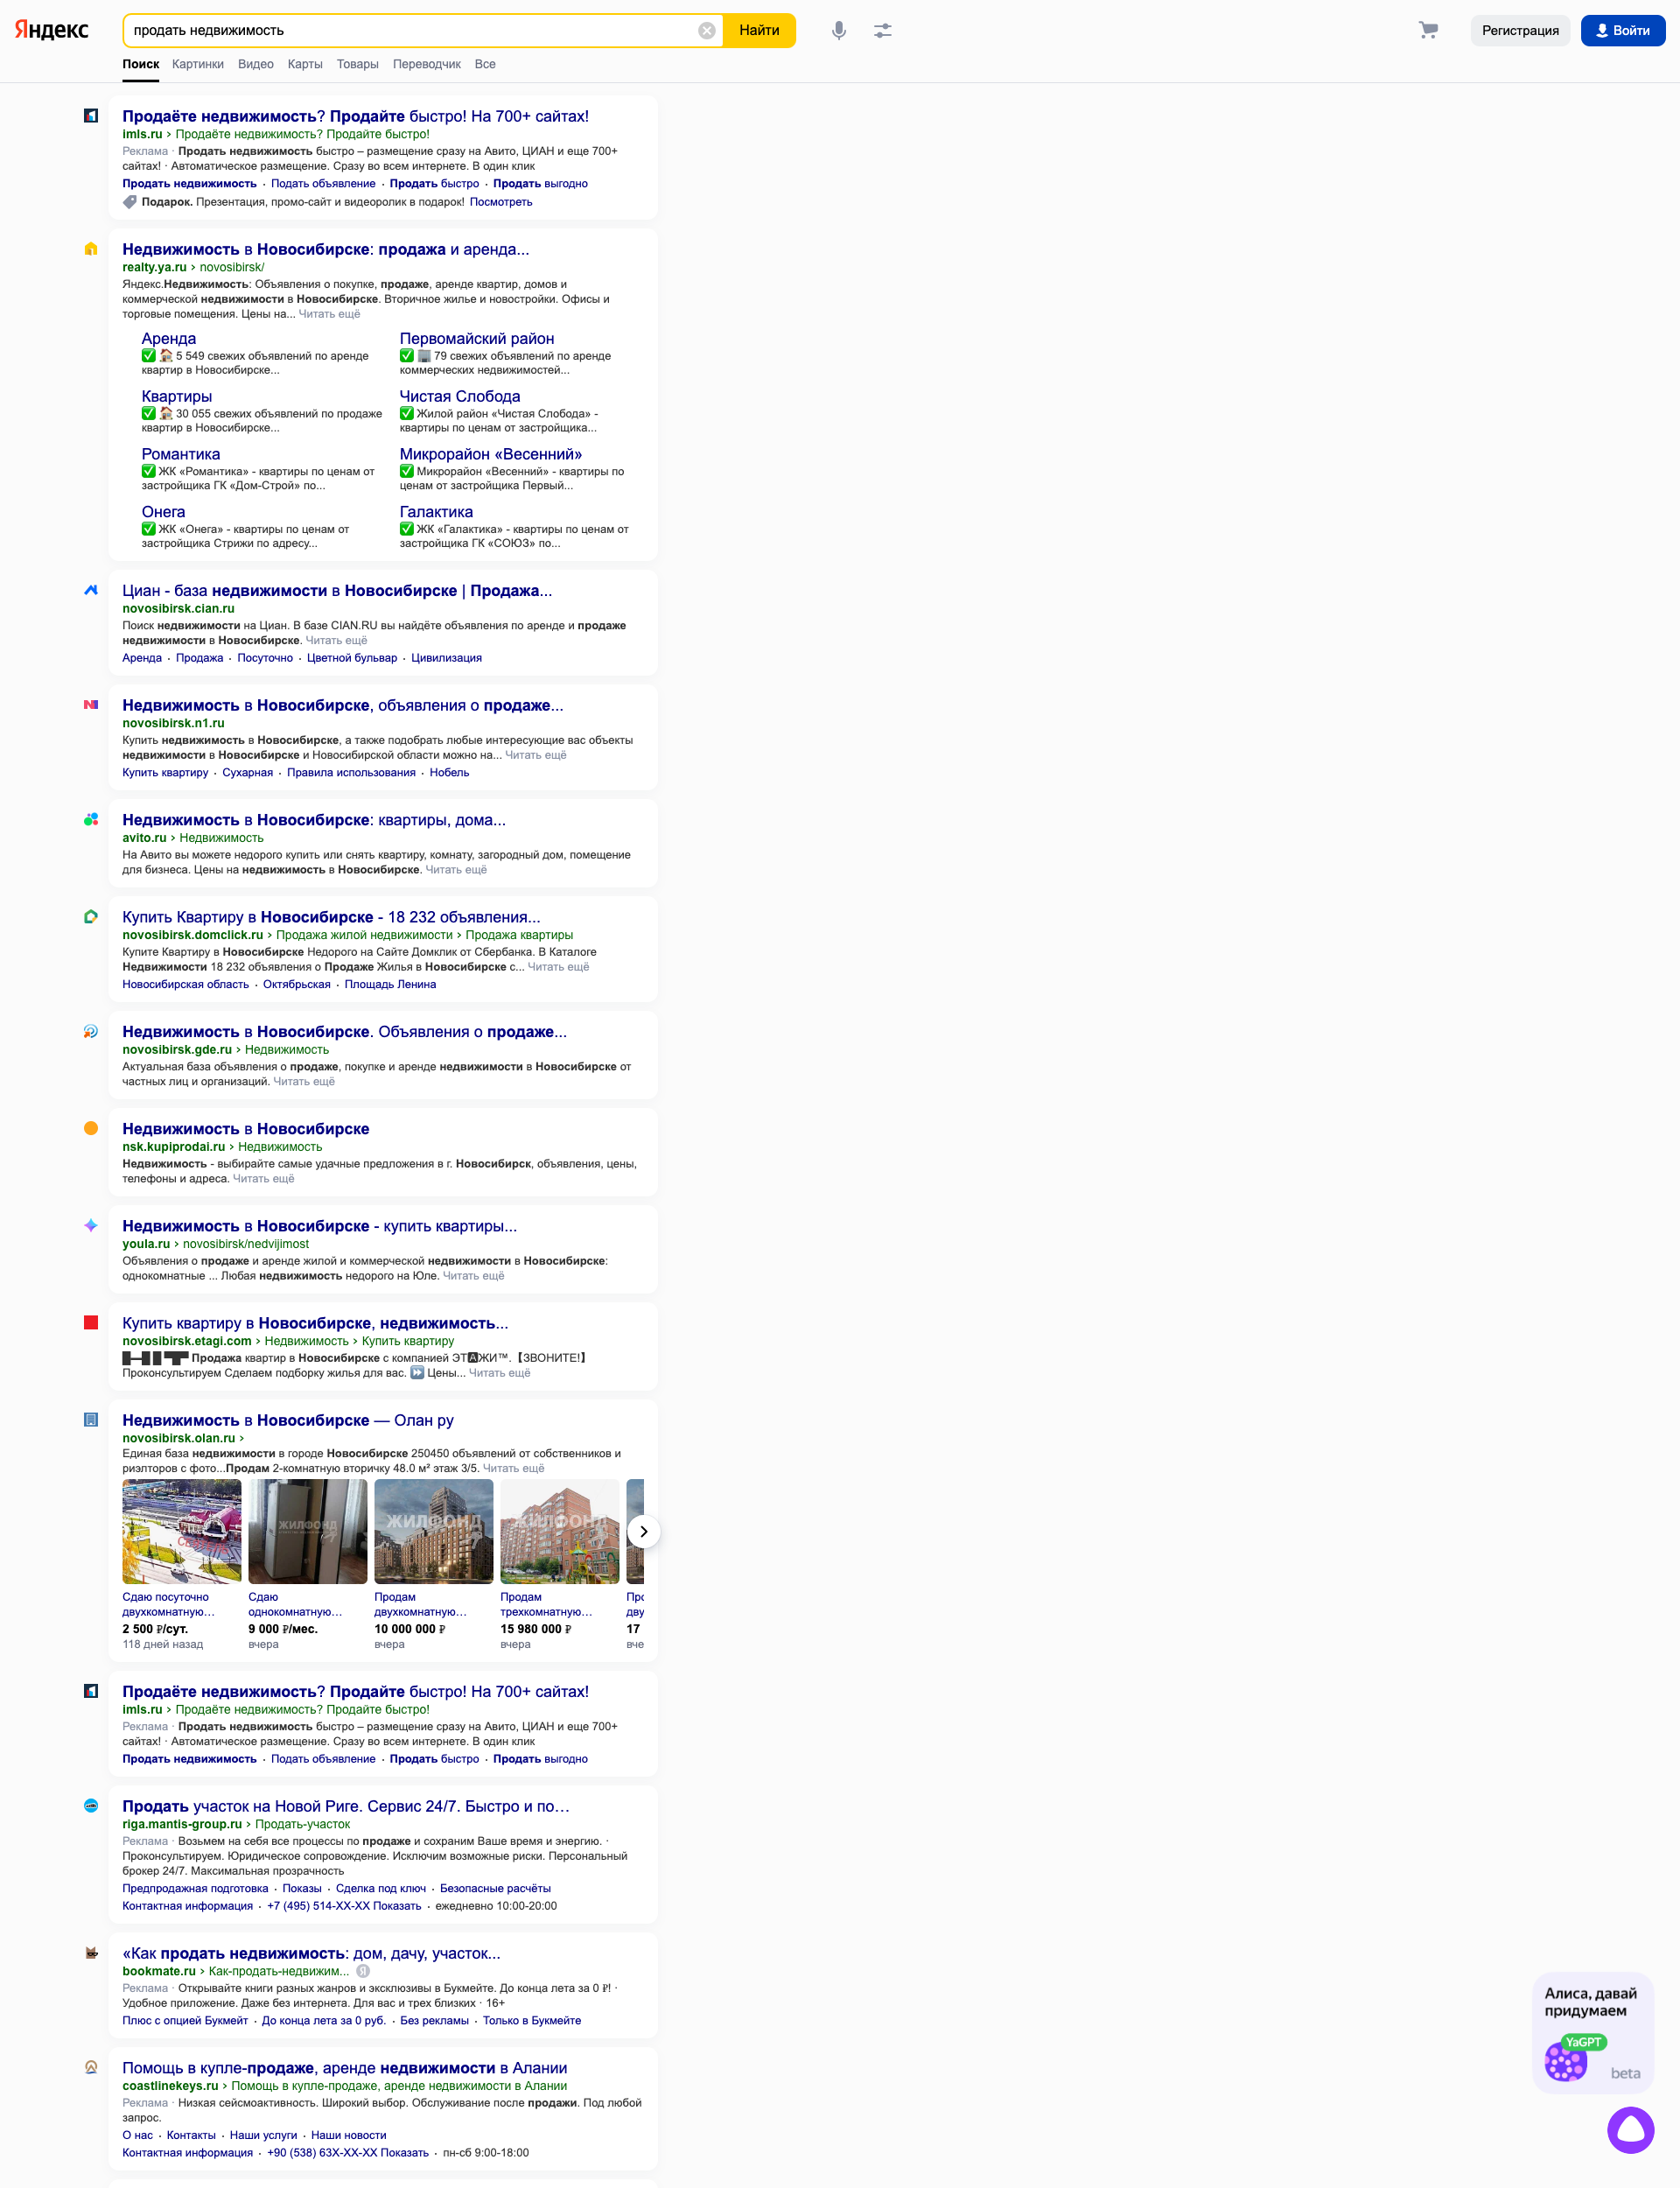 Яндекс
продать недвижимость
Найти
Регистрация
Войти
Поиск Картинки Видео Карты Товары Переводчик Все
Продаёте недвижимость? Продайте быстро! На 700+ сайтах!
imls.ru › Продаёте недвижимость? Продайте быстро!
Реклама · Продать недвижимость быстро – размещение сразу на Авито, ЦИАН и еще 700+
сайтах! · Автоматическое размещение. Сразу во всем интернете. В один клик
Продать недвижимость · Подать объявление · Продать быстро · Продать выгодно
Подарок. Презентация, промо-сайт и видеоролик в подарок! Посмотреть
Недвижимость в Новосибирске: продажа и аренда...
realty.ya.ru › novosibirsk/
Яндекс.Недвижимость: Объявления о покупке, продаже, аренде квартир, домов и
коммерческой недвижимости в Новосибирске. Вторичное жилье и новостройки. Офисы и
торговые помещения. Цены на... Читать ещё
Аренда
✅ 🏠 5 549 свежих объявлений по аренде
квартир в Новосибирске...
Первомайский район
✅ 🏢 79 свежих объявлений по аренде
коммерческих недвижимостей...
Квартиры
✅ 🏠 30 055 свежих объявлений по продаже
квартир в Новосибирске...
Чистая Слобода
✅ Жилой район «Чистая Слобода» -
квартиры по ценам от застройщика...
Романтика
✅ ЖК «Романтика» - квартиры по ценам от
застройщика ГК «Дом-Строй» по...
Микрорайон «Весенний»
✅ Микрорайон «Весенний» - квартиры по
ценам от застройщика Первый...
Онега
✅ ЖК «Онега» - квартиры по ценам от
застройщика Стрижи по адресу...
Галактика
✅ ЖК «Галактика» - квартиры по ценам от
застройщика ГК «СОЮЗ» по...
Циан - база недвижимости в Новосибирске | Продажа...
novosibirsk.cian.ru
Поиск недвижимости на Циан. В базе CIAN.RU вы найдёте объявления по аренде и продаже
недвижимости в Новосибирске. Читать ещё
Аренда · Продажа · Посуточно · Цветной бульвар · Цивилизация
Недвижимость в Новосибирске, объявления о продаже...
novosibirsk.n1.ru
Купить недвижимость в Новосибирске, а также подобрать любые интересующие вас объекты
недвижимости в Новосибирске и Новосибирской области можно на... Читать ещё
Купить квартиру · Сухарная · Правила использования · Нобель
Недвижимость в Новосибирске: квартиры, дома...
avito.ru › Недвижимость
На Авито вы можете недорого купить или снять квартиру, комнату, загородный дом, помещение
для бизнеса. Цены на недвижимость в Новосибирске. Читать ещё
Купить Квартиру в Новосибирске - 18 232 объявления...
novosibirsk.domclick.ru › Продажа жилой недвижимости › Продажа квартиры
Купите Квартиру в Новосибирске Недорого на Сайте Домклик от Сбербанка. В Каталоге
Недвижимости 18 232 объявления о Продаже Жилья в Новосибирске с... Читать ещё
Новосибирская область · Октябрьская · Площадь Ленина
Недвижимость в Новосибирске. Объявления о продаже...
novosibirsk.gde.ru › Недвижимость
Актуальная база объявления о продаже, покупке и аренде недвижимости в Новосибирске от
частных лиц и организаций. Читать ещё
Недвижимость в Новосибирске
nsk.kupiprodai.ru › Недвижимость
Недвижимость - выбирайте самые удачные предложения в г. Новосибирск, объявления, цены,
телефоны и адреса. Читать ещё
Недвижимость в Новосибирске - купить квартиры...
youla.ru › novosibirsk/nedvijimost
Объявления о продаже и аренде жилой и коммерческой недвижимости в Новосибирске:
однокомнатные ... Любая недвижимость недорого на Юле. Читать ещё
Купить квартиру в Новосибирске, недвижимость...
novosibirsk.etagi.com › Недвижимость › Купить квартиру
Продажа квартир в Новосибирске с компанией ЭТ🅰ЖИ™.【ЗВОНИТЕ!】
Проконсультируем Сделаем подборку жилья для вас. ⏩ Цены... Читать ещё
Недвижимость в Новосибирске — Олан ру
novosibirsk.olan.ru ›
Единая база недвижимости в городе Новосибирске 250450 объявлений от собственников и
риэлторов с фото...Продам 2-комнатную вторичку 48.0 м² этаж 3/5. Читать ещё
ЖИЛФОНД
ЖИЛФОНД
ЖИЛФОНД
Сдаю посуточно
двухкомнатную...
2 500 ₽/сут.
118 дней назад
Сдаю
однокомнатную...
9 000 ₽/мес.
вчера
Продам
двухкомнатную...
10 000 000 ₽
вчера
Продам
трехкомнатную...
15 980 000 ₽
вчера
Прс
дву
17
вче
Продаёте недвижимость? Продайте быстро! На 700+ сайтах!
imls.ru › Продаёте недвижимость? Продайте быстро!
Реклама · Продать недвижимость быстро – размещение сразу на Авито, ЦИАН и еще 700+
сайтах! · Автоматическое размещение. Сразу во всем интернете. В один клик
Продать недвижимость · Подать объявление · Продать быстро · Продать выгодно
Продать участок на Новой Риге. Сервис 24/7. Быстро и по...
riga.mantis-group.ru › Продать-участок
Реклама · Возьмем на себя все процессы по продаже и сохраним Ваше время и энергию. ·
Проконсультируем. Юридическое сопровождение. Исключим возможные риски. Персональный
брокер 24/7. Максимальная прозрачность
Предпродажная подготовка · Показы · Сделка под ключ · Безопасные расчёты
Контактная информация · +7 (495) 514-XX-XX Показать · ежедневно 10:00-20:00
«Как продать недвижимость: дом, дачу, участок...
bookmate.ru › Как-продать-недвижим... Я
Реклама · Открывайте книги разных жанров и эксклюзивы в Букмейте. До конца лета за 0 ₽! ·
Удобное приложение. Даже без интернета. Для вас и трех близких · 16+
Плюс с опцией Букмейт · До конца лета за 0 руб. · Без рекламы · Только в Букмейте
Помощь в купле-продаже, аренде недвижимости в Алании
coastlinekeys.ru › Помощь в купле-продаже, аренде недвижимости в Алании
Реклама · Низкая сейсмоактивность. Широкий выбор. Обслуживание после продажи. Под любой
запрос.
О нас · Контакты · Наши услуги · Наши новости
Контактная информация · +90 (538) 63X-XX-XX Показать · пн-сб 9:00-18:00
Алиса, давай
придумаем
YaGPT
beta